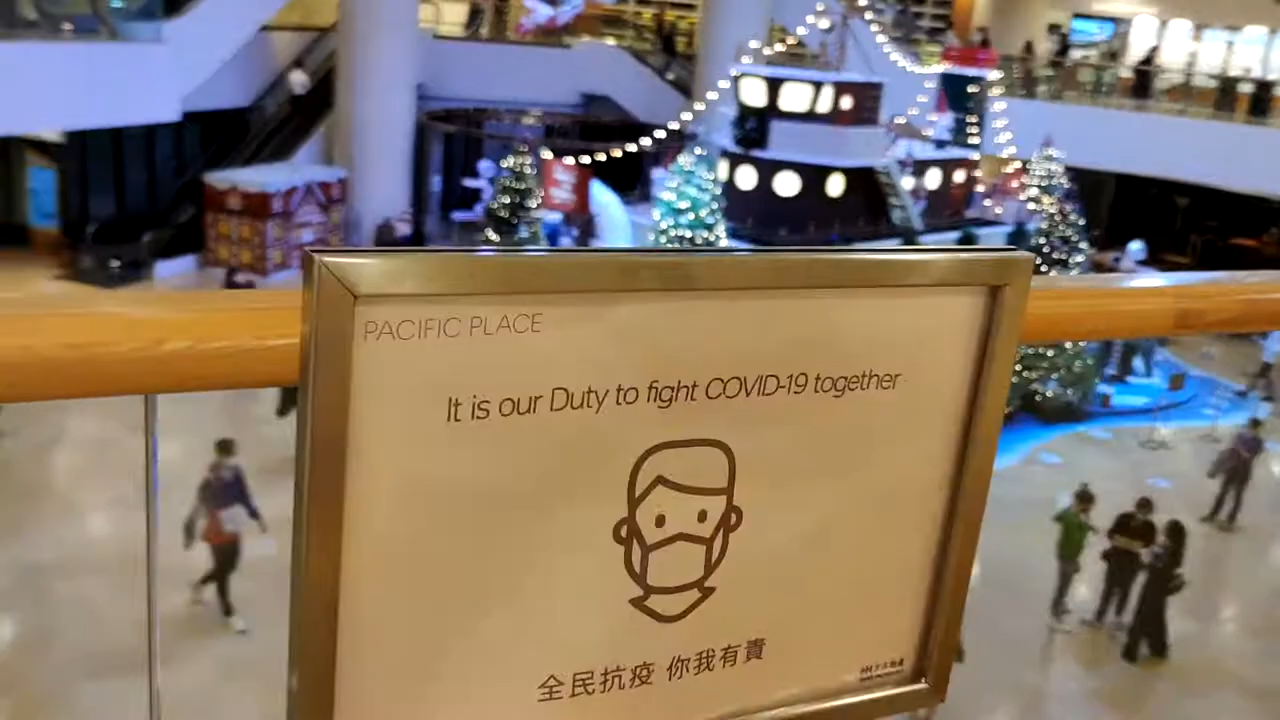 PACIFIC PLACE
It is our Duty to fight COVID-19 together
全民抗疫 你我有責